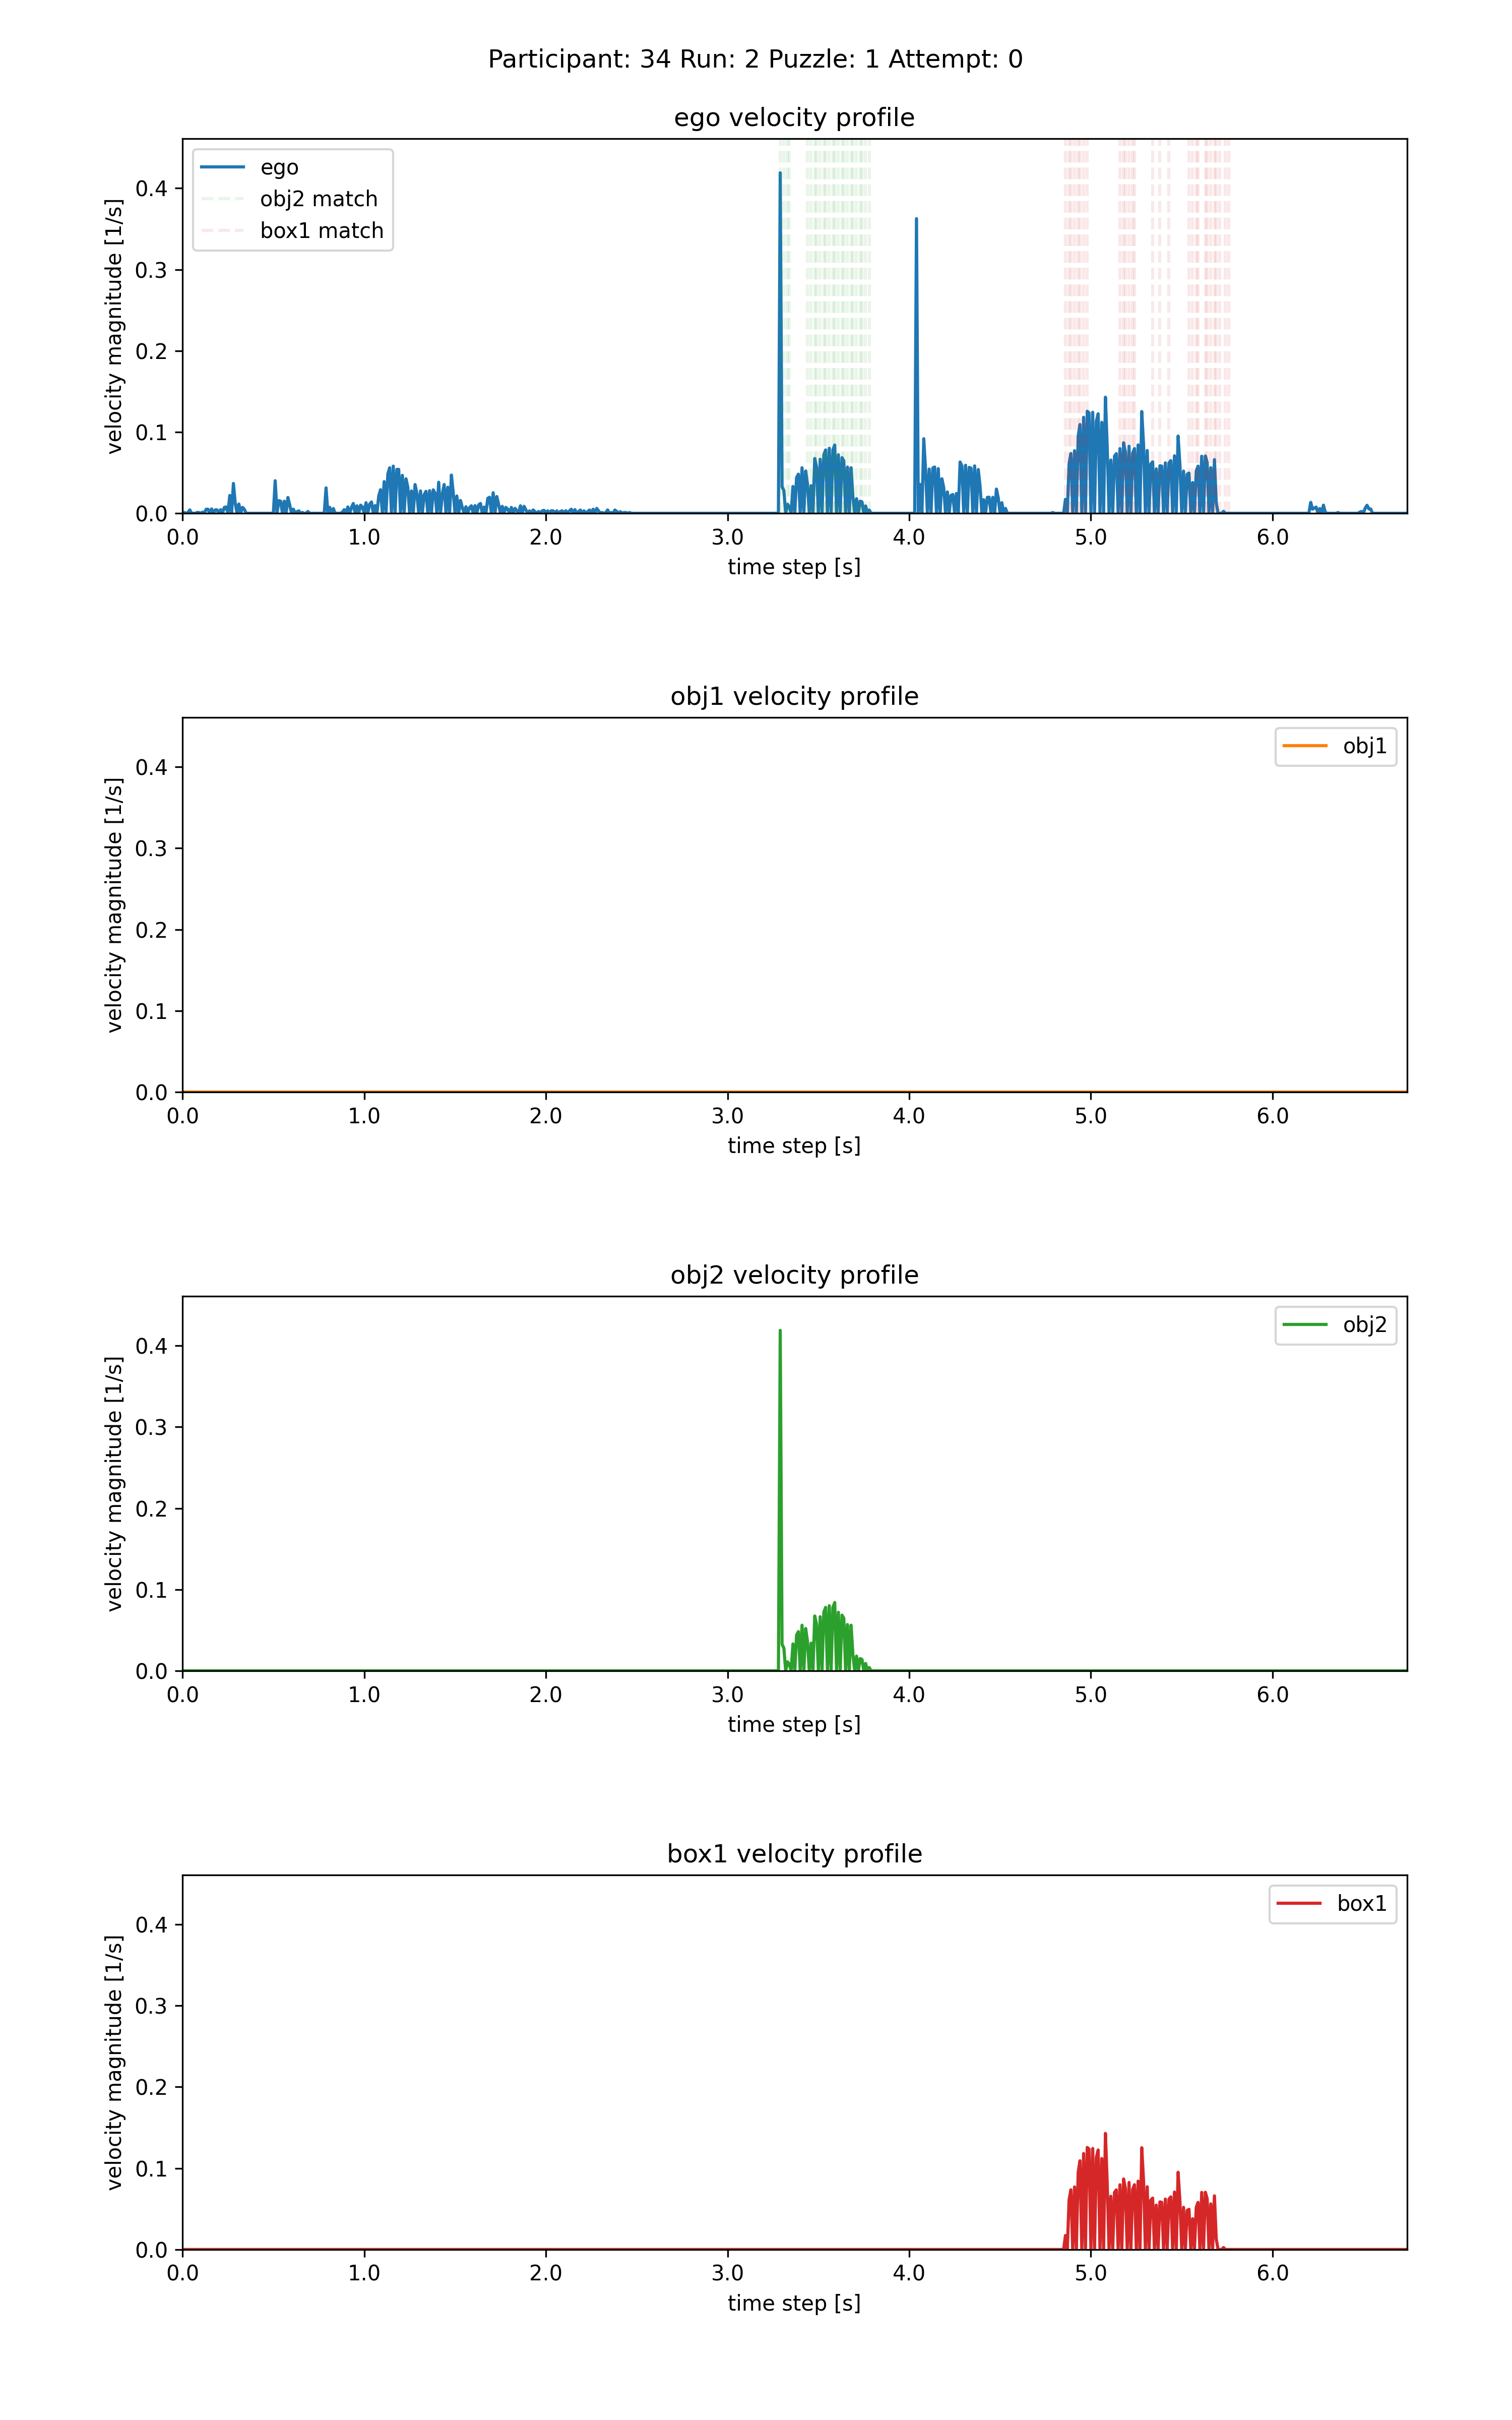 Participant: 34 Run: 2 Puzzle: 1 Attempt: 0
ego velocity profile
velocity magnitude [1/s]
0.4
0.3
0.2
0.1
0.0
ego
obj2 match
box1 match
0.0 1.0 2.0 3.0 4.0 5.0 6.0
time step [s]
obj1 velocity profile
velocity magnitude [1/s]
0.4
0.3
0.2
0.1
0.0
obj1
0.0 1.0 2.0 3.0 4.0 5.0 6.0
time step [s]
obj2 velocity profile
velocity magnitude [1/s]
0.4
0.3
0.2
0.1
0.0
obj2
0.0 1.0 2.0 3.0 4.0 5.0 6.0
time step [s]
box1 velocity profile
velocity magnitude [1/s]
0.4
0.3
0.2
0.1
0.0
box1
0.0 1.0 2.0 3.0 4.0 5.0 6.0
time step [s]